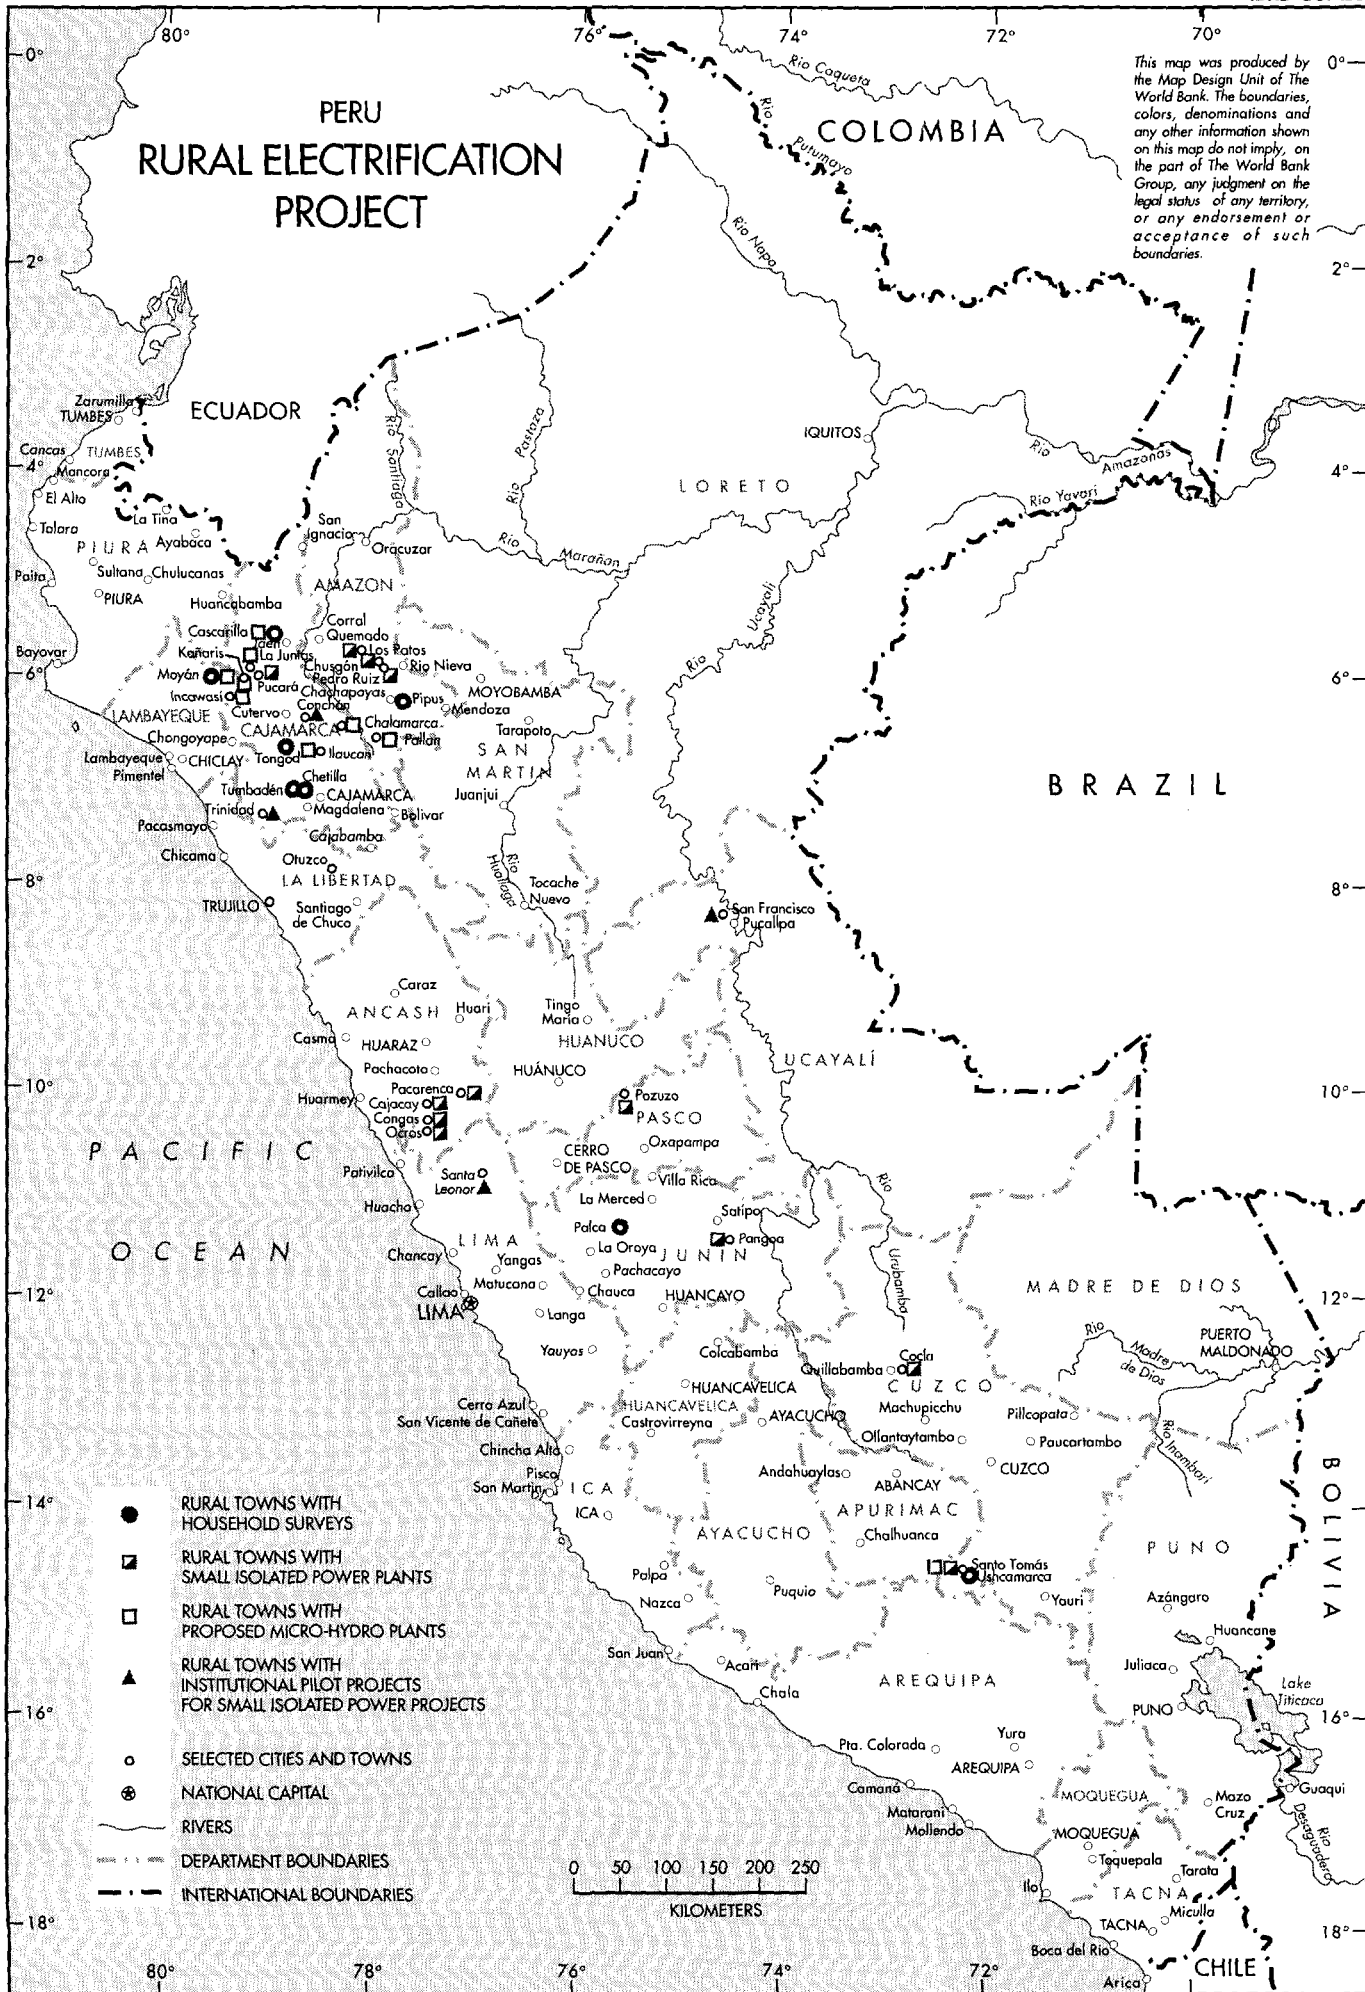 80°
76°
74°
72°
70°
0°
0°
This map was produced by
the Map Design Unit of The
World Bank. The boundaries,
colors, denominations and
any other information shown
on this map do not imply, on
the part of The World Bank
Group, any judgment on the
legal status of any territory,
or any endorsement or
acceptance of such
boundaries.
PERU
RURAL ELECTRIFICATION
PROJECT
Rio Caqueta
COLOMBIA
Rio
Putumayo
Rio Napo
2°
2°
ECUADOR
Zarumilla
TUMBES
Cancas
TUMBES
Mancora
4°
4°
El Alto
Talara
La Tina
PIURA
Ayabaca
Sultana
Chulucanas
Paita
PIURA
Huancabamba
Bayovar
Rio Santiago
Rio
Pastaza
IQUITOS
Rio
Amazonas
Rio Yavari
LORETO
San
Ignacio
Oracuzar
Rio
Marañon
Rio
Ucayali
AMAZON
Corral
Quemado
Cascarilla
Jaén
Los Patos
Kañaris
La Juntas
Chusgón
Rio Nieva
Pedro Ruiz
6°
6°
Moyán
Pucará
Chachapoyas
MOYOBAMBA
Incawasi
Pipus
Mendoza
Conchán
LAMBAYEQUE
Cutervo
Chalamarca
Tarapoto
Chongoyape
CAJAMARCA
Pallan
SAN
MARTIN
Lambayeque
CHICLAY
Tongod
Ilaucan
Pimentel
Chetilla
Tumbadén
CAJAMARCA
Juanjui
Trinidad
Magdalena
Bolivar
Pacasmayo
Cajabamba
Chicama
Otuzco
Rio
Huallaga
8°
8°
LA LIBERTAD
Tocache
Nuevo
TRUJILLO
Santiago
de Chuco
San Francisco
Pucallpa
BRAZIL
Caraz
ANCASH
Huari
Tingo
Maria
Casma
HUARAZ
HUANUCO
UCAYALÍ
Pachacota
HUÁNUCO
10°
10°
Pacarenca
Huarmey
Cajacay
Pozuzo
Congas
PASCO
Ocros
Oxapampa
PACIFIC
OCEAN
CERRO
DE PASCO
Pativilca
Santa
Leonor
Villa Rica
Huacho
La Merced
Satipo
Palca
Pangoa
LIMA
Chancay
La Oroya
JUNIN
Yangas
Pachacayo
Matucana
Rio
Urubamba
12°
12°
Callao
Chauca
HUANCAYO
LIMA
Langa
MADRE DE DIOS
Yauyos
Colcabamba
Rio
Madre
de Dios
PUERTO
MALDONADO
Cocla
Quillabamba
CUZCO
HUANCAVELICA
Machupicchu
Cerro Azul
HUANCAVELICA
San Vicente de Cañete
Castrovirreyna
AYACUCHO
Pillcopata
Ollantaytambo
Paucartambo
Rio Inambari
Chincha Alta
Pisco
San Martin
ICA
Andahuaylas
ABANCAY
CUZCO
BOLIVIA
14°
14°
ICA
APURIMAC
AYACUCHO
Chalhuanca
PUNO
Palpa
Puquio
Santo Tomás
Ushcamarca
Nazca
Yauri
Azángaro
San Juan
Acari
Huancane
Juliaca
Chala
AREQUIPA
Lake
Titicaca
PUNO
16°
16°
Yura
Pta. Colorada
AREQUIPA
Camaná
MOQUEGUA
Mazo
Cruz
Guaqui
Matarani
Mollendo
Rio
Desaguadero
MOQUEGUA
Toquepala
Tarata
Ilo
TACNA
Miculla
TACNA
18°
18°
Boca del Rio
Arica
CHILE
RURAL TOWNS WITH
HOUSEHOLD SURVEYS
RURAL TOWNS WITH
SMALL ISOLATED POWER PLANTS
RURAL TOWNS WITH
PROPOSED MICRO-HYDRO PLANTS
RURAL TOWNS WITH
INSTITUTIONAL PILOT PROJECTS
FOR SMALL ISOLATED POWER PROJECTS
SELECTED CITIES AND TOWNS
NATIONAL CAPITAL
RIVERS
DEPARTMENT BOUNDARIES
INTERNATIONAL BOUNDARIES
0 50 100 150 200 250
KILOMETERS
80°
78°
76°
74°
72°